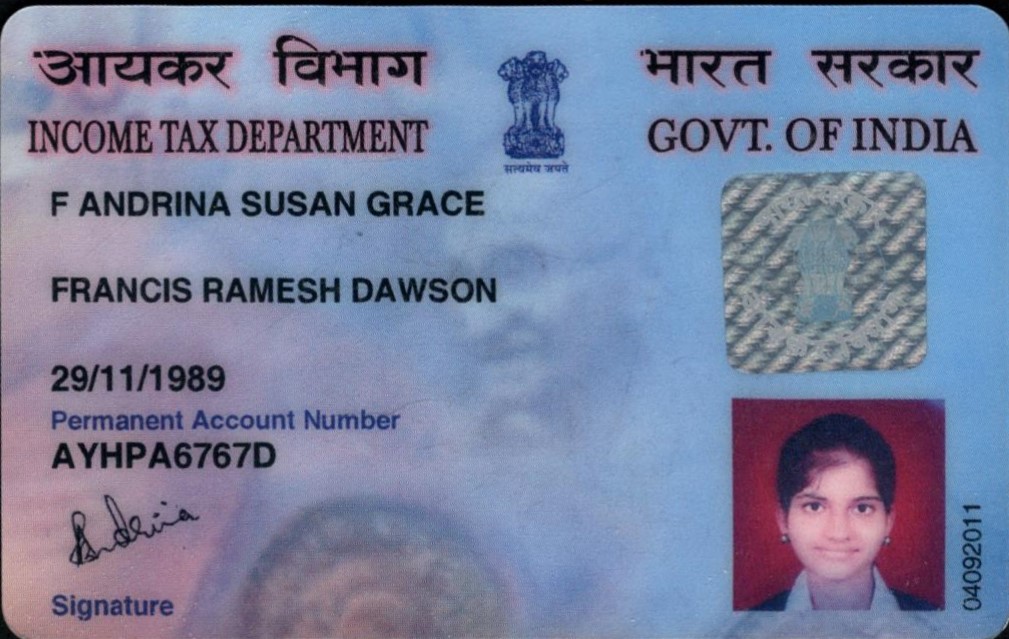 आयकर विभाग
भारत सरकार
INCOME TAX DEPARTMENT
GOVT. OF INDIA
सत्यमेव जयते
F ANDRINA SUSAN GRACE
FRANCIS RAMESH DAWSON
29/11/1989
Permanent Account Number
AYHPA6767D
Andrina
Signature
04092011